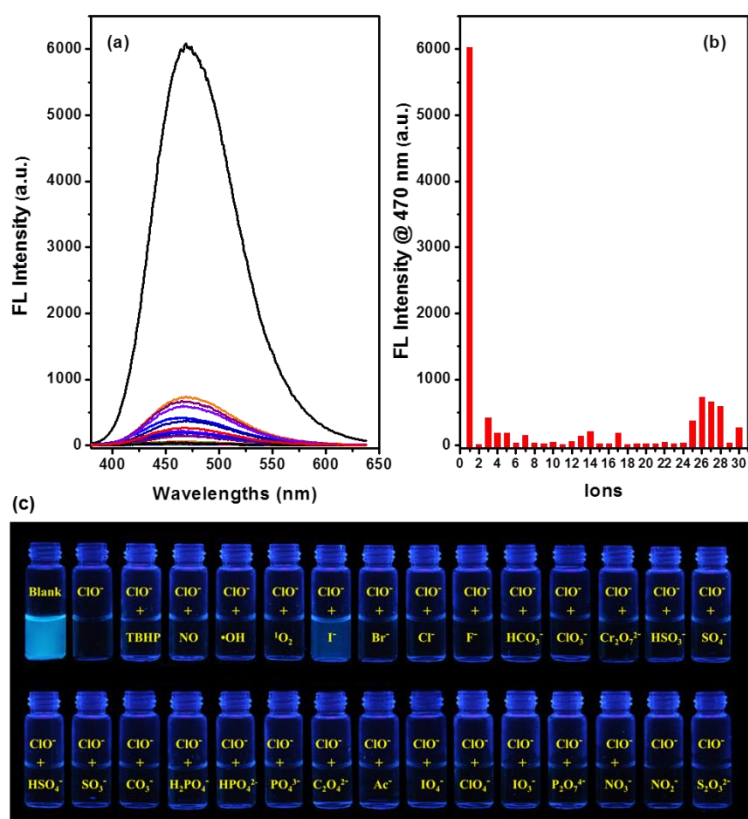 (a)
FL Intensity (a.u.)
6000
5000
4000
3000
2000
1000
0
400 450 500 550 600 650
Wavelengths (nm)
(b)
FL Intensity @ 470 nm (a.u.)
6000
5000
4000
3000
2000
1000
0
0 2 4 6 8 10 12 14 16 18 20 22 24 26 28 30
Ions
(c)
Blank ClO⁻ ClO⁻ ClO⁻ ClO⁻ ClO⁻ ClO⁻ ClO⁻ ClO⁻ ClO⁻ ClO⁻ ClO⁻ ClO⁻ ClO⁻ ClO⁻
+ + + + + + + + + + + + +
TBHP NO •OH ¹O₂ I⁻ Br⁻ Cl⁻ F⁻ HCO₃⁻ ClO₃⁻ Cr₂O₇²⁻ HSO₃⁻ SO₄⁻
ClO⁻ ClO⁻ ClO⁻ ClO⁻ ClO⁻ ClO⁻ ClO⁻ ClO⁻ ClO⁻ ClO⁻ ClO⁻ ClO⁻ ClO⁻ ClO⁻ ClO⁻
+ + + + + + + + + + + + + + +
HSO₄⁻ SO₃⁻ CO₃⁻ H₂PO₄⁻ HPO₄²⁻ PO₄³⁻ C₂O₄²⁻ Ac⁻ IO₄⁻ ClO₄⁻ IO₃⁻ P₂O₇⁴⁻ NO₃⁻ NO₂⁻ S₂O₃²⁻